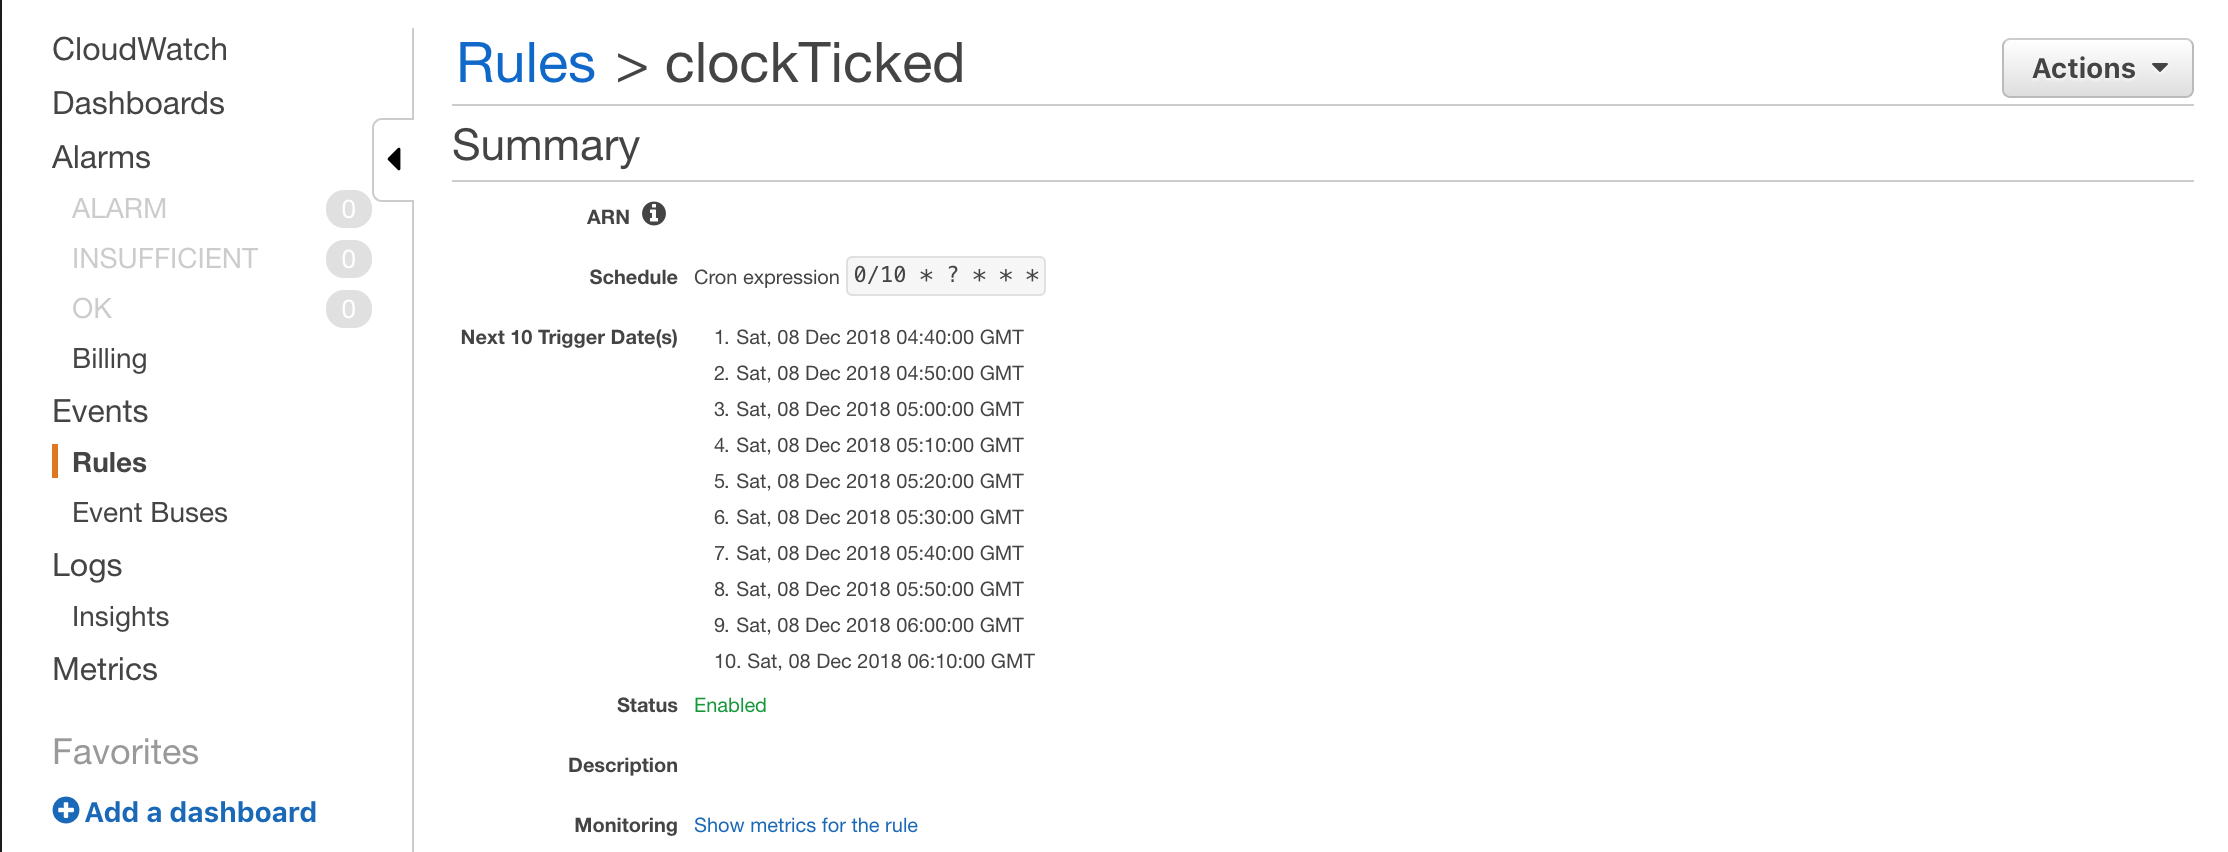 CloudWatch
Dashboards
Alarms
ALARM 0
INSUFFICIENT 0
OK 0
Billing
Events
Rules
Event Buses
Logs
Insights
Metrics
Favorites
Add a dashboard
Rules > clockTicked
Actions
Summary
ARN
Schedule Cron expression 0/10 * ? * * *
Next 10 Trigger Date(s) 1. Sat, 08 Dec 2018 04:40:00 GMT
2. Sat, 08 Dec 2018 04:50:00 GMT
3. Sat, 08 Dec 2018 05:00:00 GMT
4. Sat, 08 Dec 2018 05:10:00 GMT
5. Sat, 08 Dec 2018 05:20:00 GMT
6. Sat, 08 Dec 2018 05:30:00 GMT
7. Sat, 08 Dec 2018 05:40:00 GMT
8. Sat, 08 Dec 2018 05:50:00 GMT
9. Sat, 08 Dec 2018 06:00:00 GMT
10. Sat, 08 Dec 2018 06:10:00 GMT
Status Enabled
Description
Monitoring Show metrics for the rule